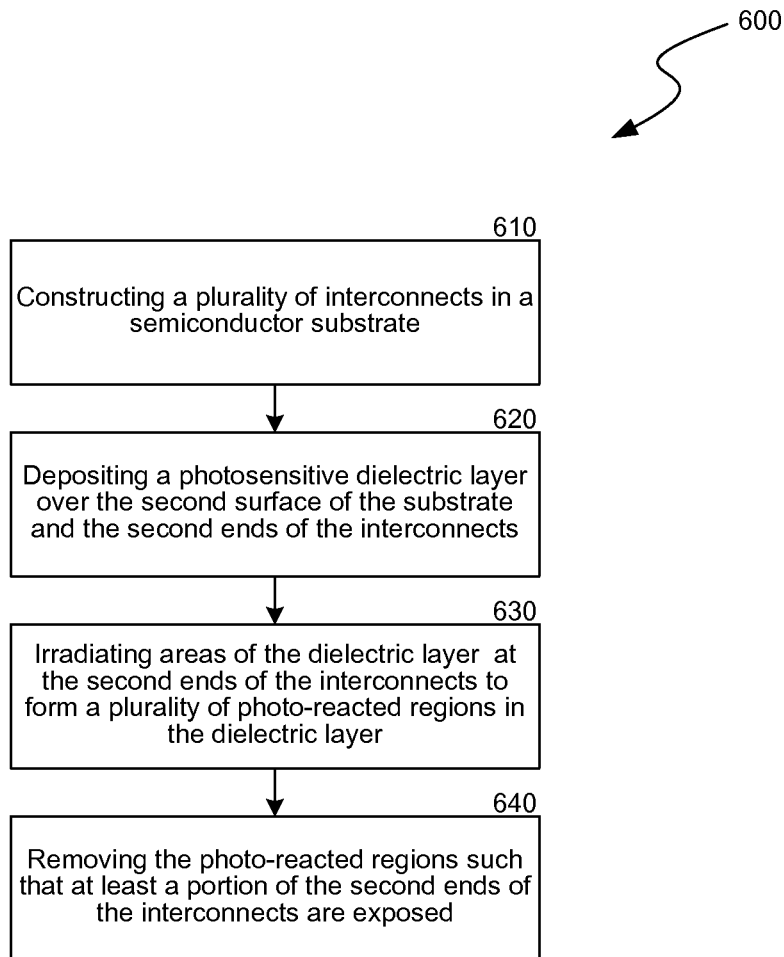 600
610
Constructing a plurality of interconnects in a
semiconductor substrate
620
Depositing a photosensitive dielectric layer
over the second surface of the substrate
and the second ends of the interconnects
630
Irradiating areas of the dielectric layer at
the second ends of the interconnects to
form a plurality of photo-reacted regions in
the dielectric layer
640
Removing the photo-reacted regions such
that at least a portion of the second ends of
the interconnects are exposed